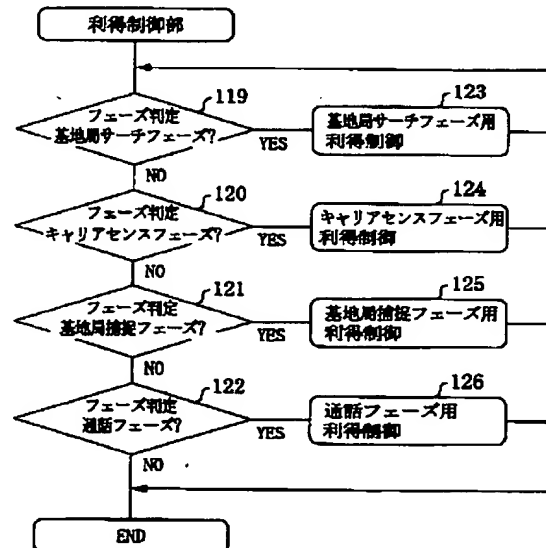 利得制御部
119
フェーズ判定
基地局サーチフェーズ?
YES
NO
123
基地局サーチフェーズ用
利得制御
120
フェーズ判定
キャリアセンスフェーズ?
YES
NO
124
キャリアセンスフェーズ用
利得制御
121
フェーズ判定
基地局捕捉フェーズ?
YES
NO
125
基地局捕捉フェーズ用
利得制御
122
フェーズ判定
通話フェーズ?
YES
NO
126
通話フェーズ用
利得制御
END